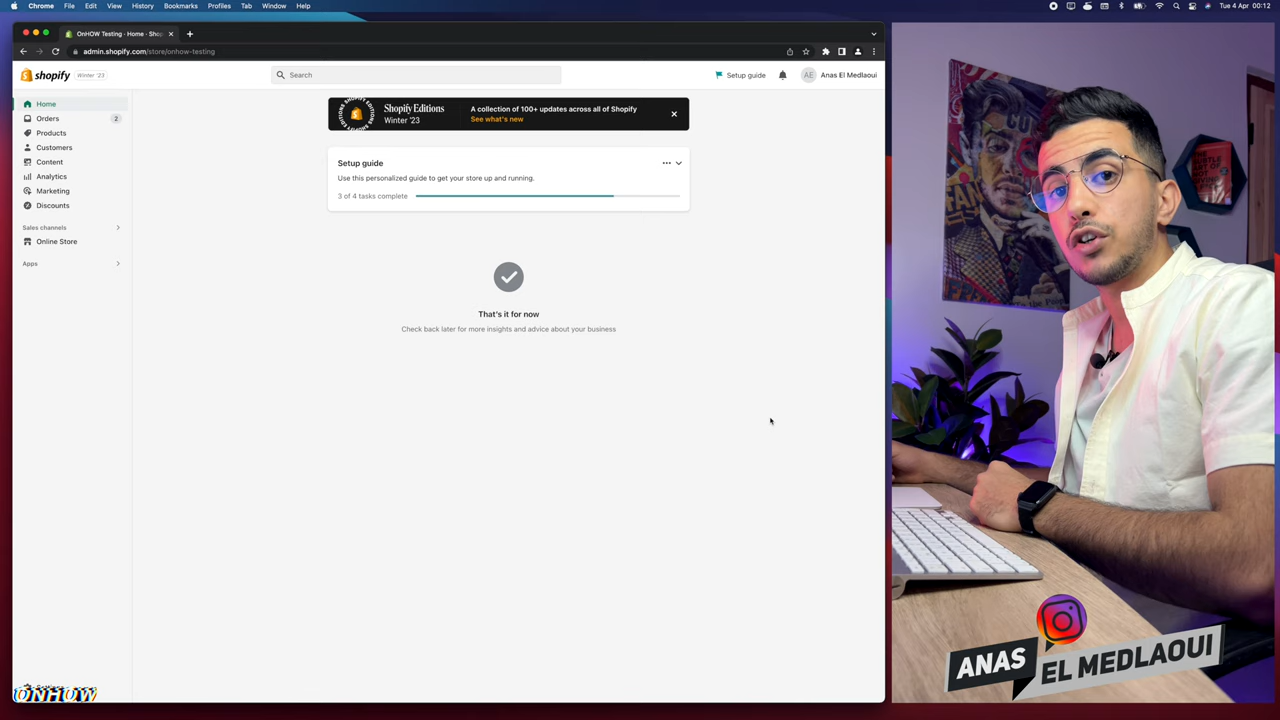 Chrome File Edit View History Bookmarks Profiles Tab Window Help
Tue 4 Apr 00:12
OnHOW Testing · Home · Shop
admin.shopify.com/store/onhow-testing
shopify Winter '23
Search
Setup guide
AE Anas El Medlaoui
Home
Orders 2
Products
Customers
Content
Analytics
Marketing
Discounts
Sales channels
Online Store
Apps
SHOPIFY EDITIONS
Shopify Editions
Winter '23
A collection of 100+ updates across all of Shopify
See what's new
Setup guide
Use this personalized guide to get your store up and running.
3 of 4 tasks complete
That's it for now
Check back later for more insights and advice about your business
ONHOW
ANAS
EL MEDLAOUI